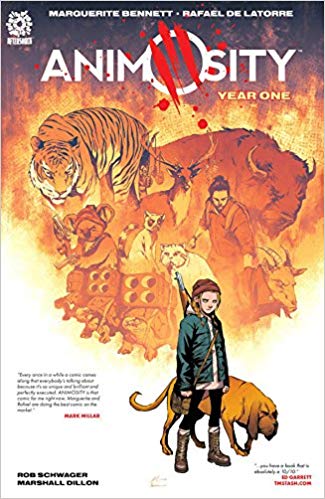 MARGUERITE BENNETT • RAFAEL DE LATORRE
AFTERSHOCK
ANIMOSITY™
YEAR ONE
"Every once in a while a comic comes
along that everybody's talking about
because it's so unique and brilliant and
perfectly executed. ANIMOSITY is that
comic for me right now. Marguerite and
Rafael are doing the best comic on the
market."
MARK MILLAR
"...you have a book that is
absolutely a 10/10."
ED GARRETT
TMSTASH.COM
ROB SCHWAGER
MARSHALL DILLON